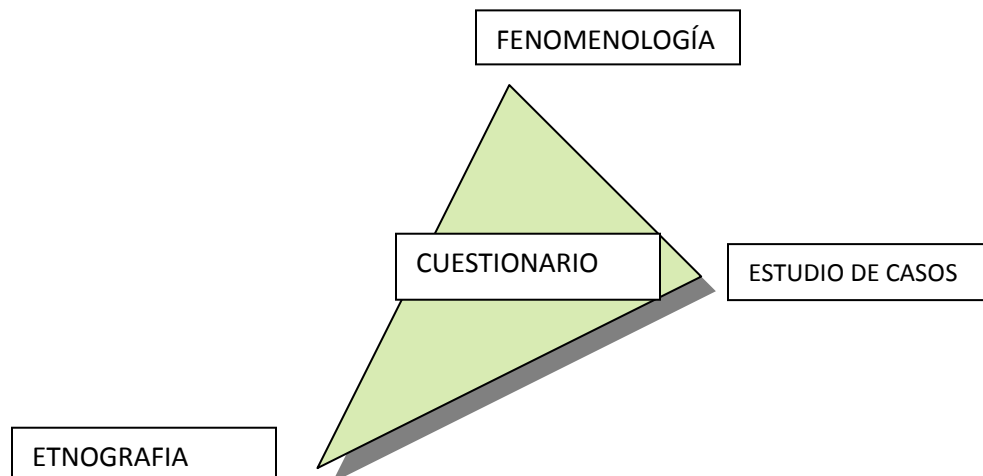 FENOMENOLOGÍA
CUESTIONARIO
ESTUDIO DE CASOS
ETNOGRAFIA